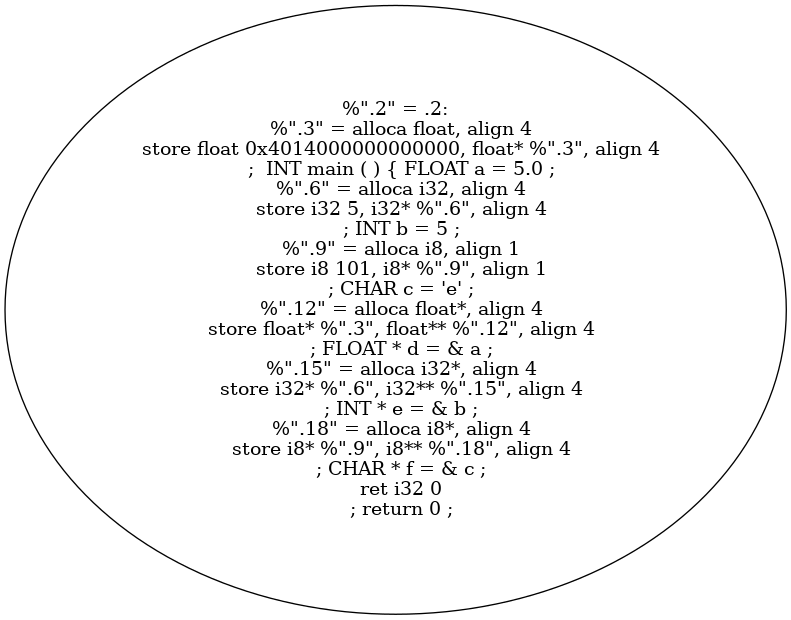 %".2" = .2:
%".3" = alloca float, align 4
store float 0x4014000000000000, float* %".3", align 4
;  INT main ( ) { FLOAT a = 5.0 ;
%".6" = alloca i32, align 4
store i32 5, i32* %".6", align 4
; INT b = 5 ;
%".9" = alloca i8, align 1
store i8 101, i8* %".9", align 1
; CHAR c = 'e' ;
%".12" = alloca float*, align 4
store float* %".3", float** %".12", align 4
; FLOAT * d = & a ;
%".15" = alloca i32*, align 4
store i32* %".6", i32** %".15", align 4
; INT * e = & b ;
%".18" = alloca i8*, align 4
store i8* %".9", i8** %".18", align 4
; CHAR * f = & c ;
ret i32 0
; return 0 ;